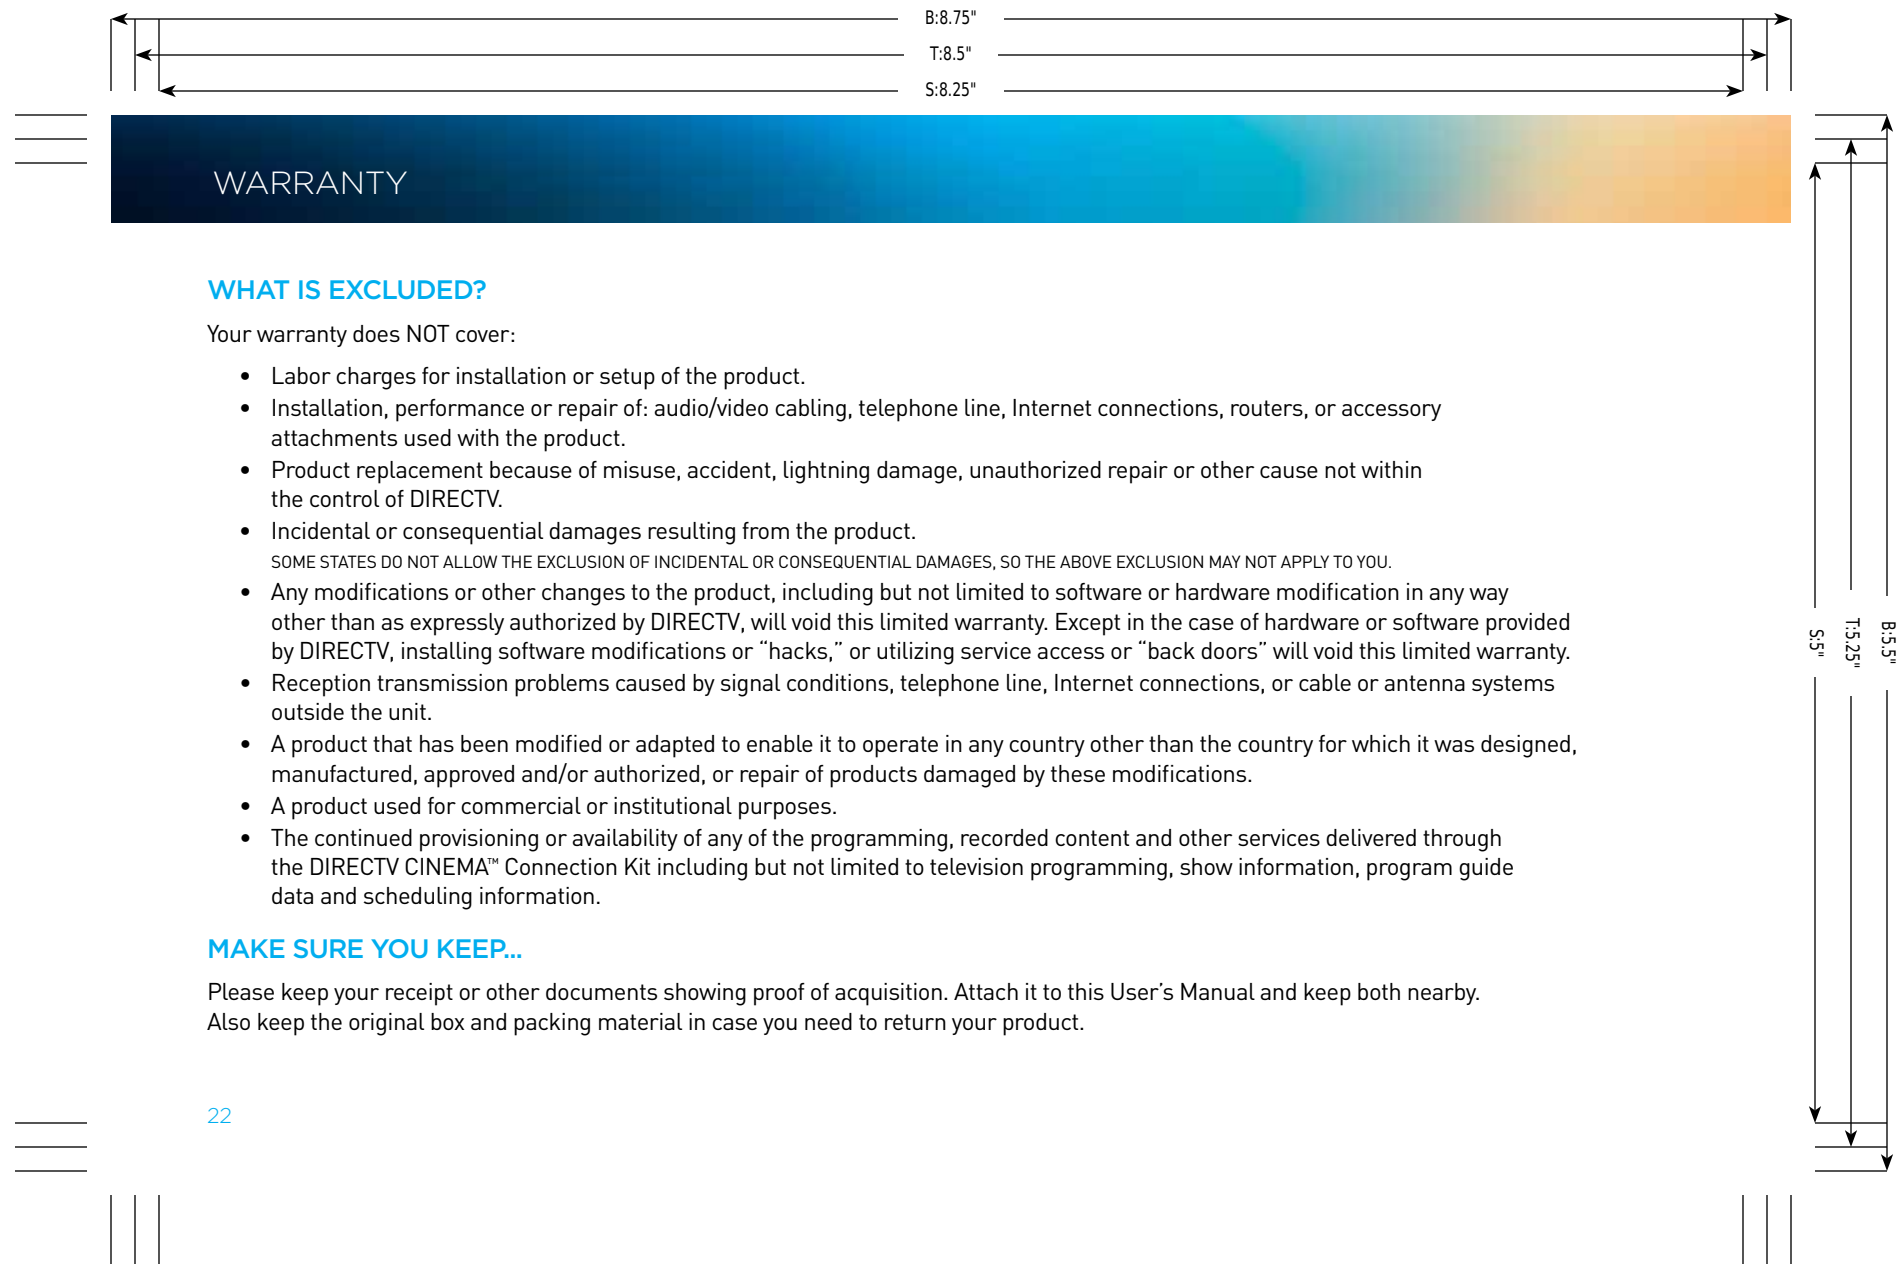 B:8.75"
T:8.5"
S:8.25"
WARRANTY
WHAT IS EXCLUDED?
Your warranty does NOT cover:
• Labor charges for installation or setup of the product.
• Installation, performance or repair of: audio/video cabling, telephone line, Internet connections, routers, or accessory
attachments used with the product.
• Product replacement because of misuse, accident, lightning damage, unauthorized repair or other cause not within
the control of DIRECTV.
• Incidental or consequential damages resulting from the product.
SOME STATES DO NOT ALLOW THE EXCLUSION OF INCIDENTAL OR CONSEQUENTIAL DAMAGES, SO THE ABOVE EXCLUSION MAY NOT APPLY TO YOU.
• Any modifications or other changes to the product, including but not limited to software or hardware modification in any way
other than as expressly authorized by DIRECTV, will void this limited warranty. Except in the case of hardware or software provided
by DIRECTV, installing software modifications or “hacks,” or utilizing service access or “back doors” will void this limited warranty.
• Reception transmission problems caused by signal conditions, telephone line, Internet connections, or cable or antenna systems
outside the unit.
• A product that has been modified or adapted to enable it to operate in any country other than the country for which it was designed,
manufactured, approved and/or authorized, or repair of products damaged by these modifications.
• A product used for commercial or institutional purposes.
• The continued provisioning or availability of any of the programming, recorded content and other services delivered through
the DIRECTV CINEMA™ Connection Kit including but not limited to television programming, show information, program guide
data and scheduling information.
MAKE SURE YOU KEEP...
Please keep your receipt or other documents showing proof of acquisition. Attach it to this User’s Manual and keep both nearby.
Also keep the original box and packing material in case you need to return your product.
22
S:5"
T:5.25"
B:5.5"